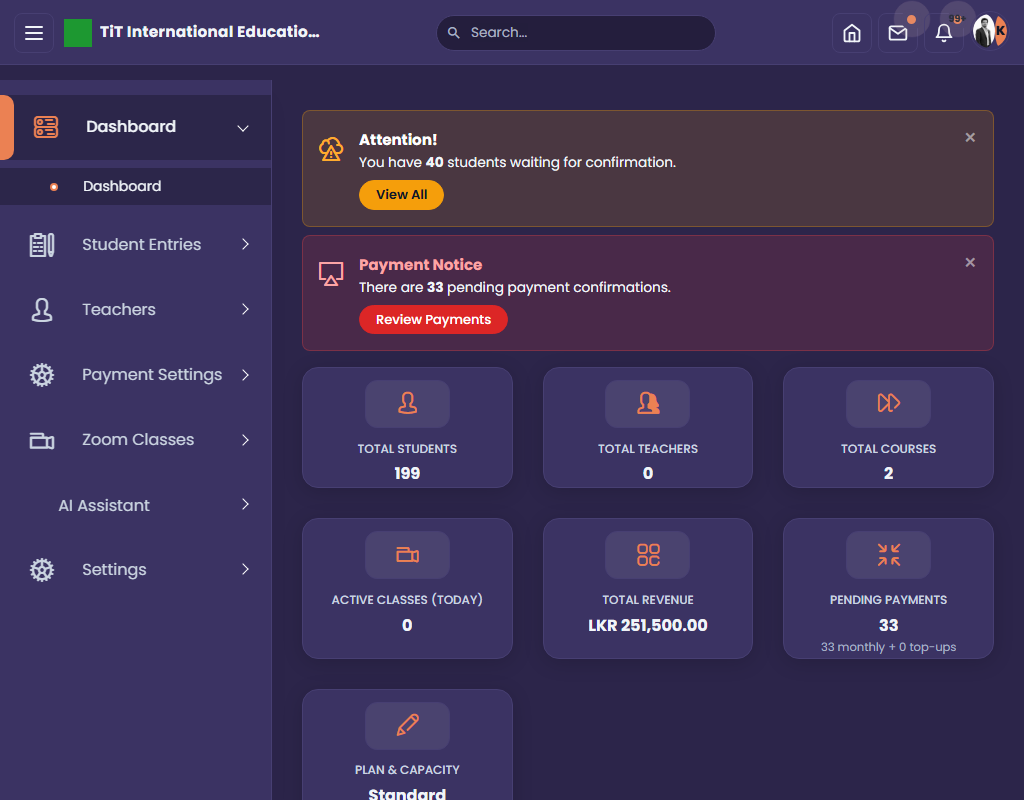 TiT International Educatio...
Search...
99+
K
Dashboard
Dashboard
Student Entries
Teachers
Payment Settings
Zoom Classes
AI Assistant
Settings
Attention!
You have 40 students waiting for confirmation.
View All
Payment Notice
There are 33 pending payment confirmations.
Review Payments
TOTAL STUDENTS
199
TOTAL TEACHERS
0
TOTAL COURSES
2
ACTIVE CLASSES (TODAY)
0
TOTAL REVENUE
LKR 251,500.00
PENDING PAYMENTS
33
33 monthly + 0 top-ups
PLAN & CAPACITY
Standard